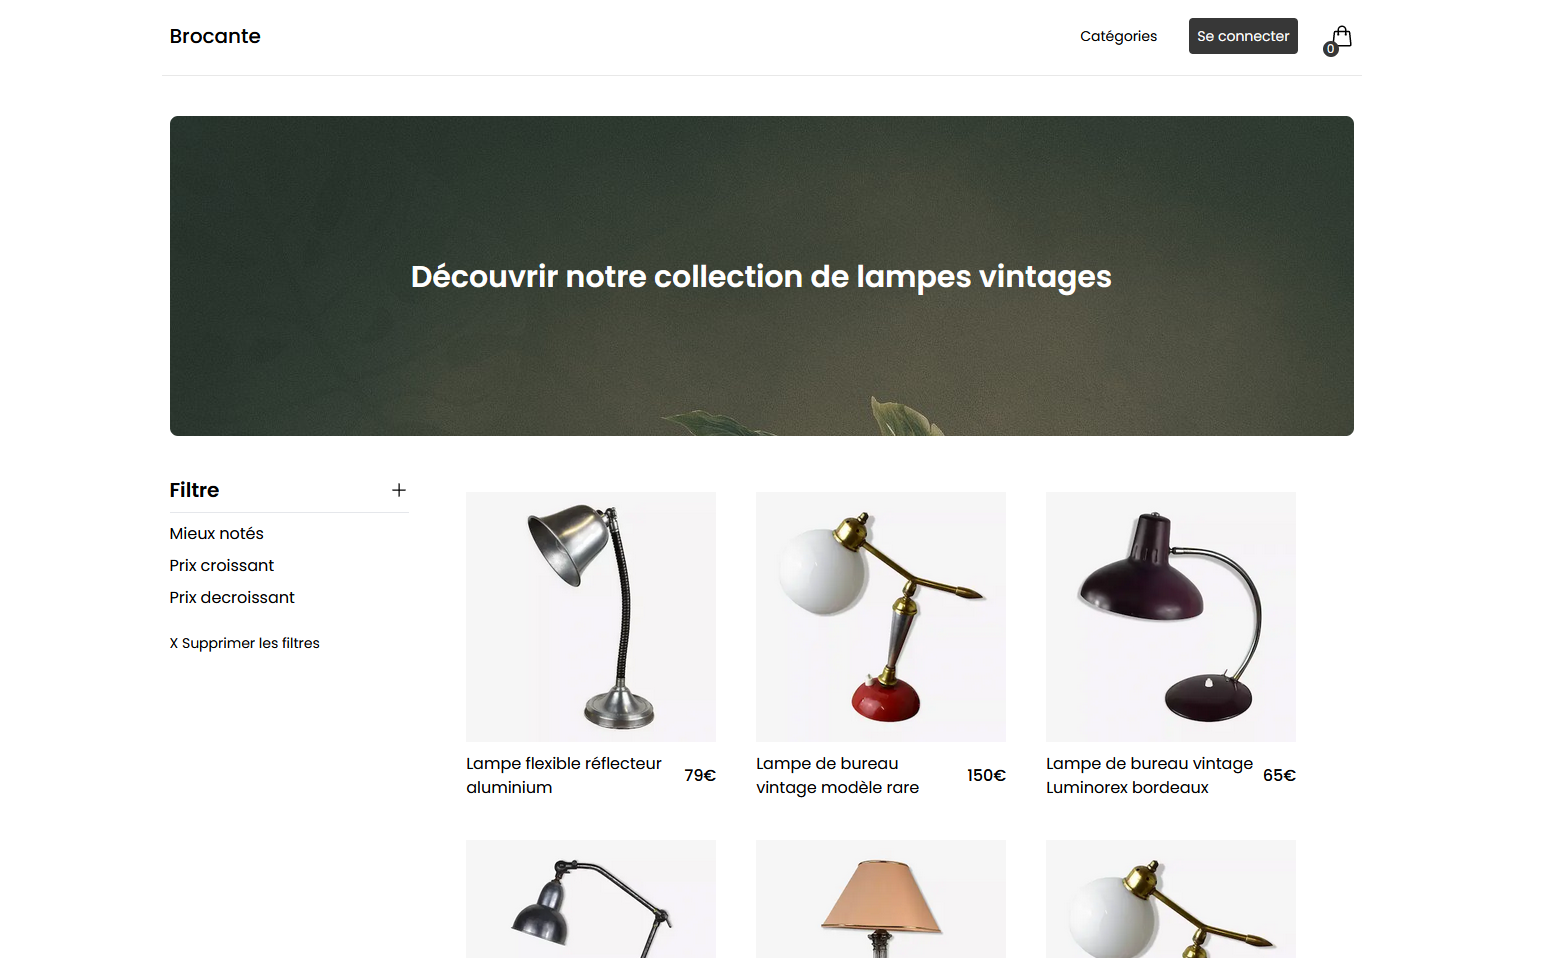 Brocante
Catégories
Se connecter
0
Découvrir notre collection de lampes vintages
Filtre
Mieux notés
Prix croissant
Prix decroissant
X Supprimer les filtres
Lampe flexible réflecteur
aluminium
79€
Lampe de bureau
vintage modèle rare
150€
Lampe de bureau vintage
Luminorex bordeaux
65€